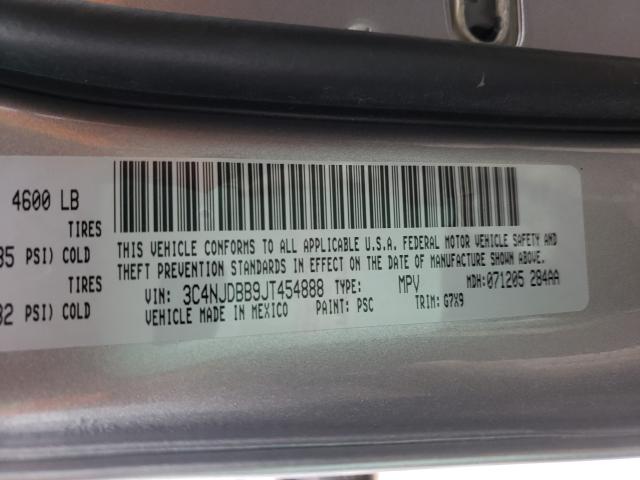 4600 LB
TIRES
35 PSI) COLD
TIRES
32 PSI) COLD
THIS VEHICLE CONFORMS TO ALL APPLICABLE U.S.A. FEDERAL MOTOR VEHICLE SAFETY AND
THEFT PREVENTION STANDARDS IN EFFECT ON THE DATE OF MANUFACTURE SHOWN ABOVE.
VIN: 3C4NJDBB9JT454888 TYPE: MPV MDH:071205 284AA
VEHICLE MADE IN MEXICO PAINT: PSC TRIM: G7X9